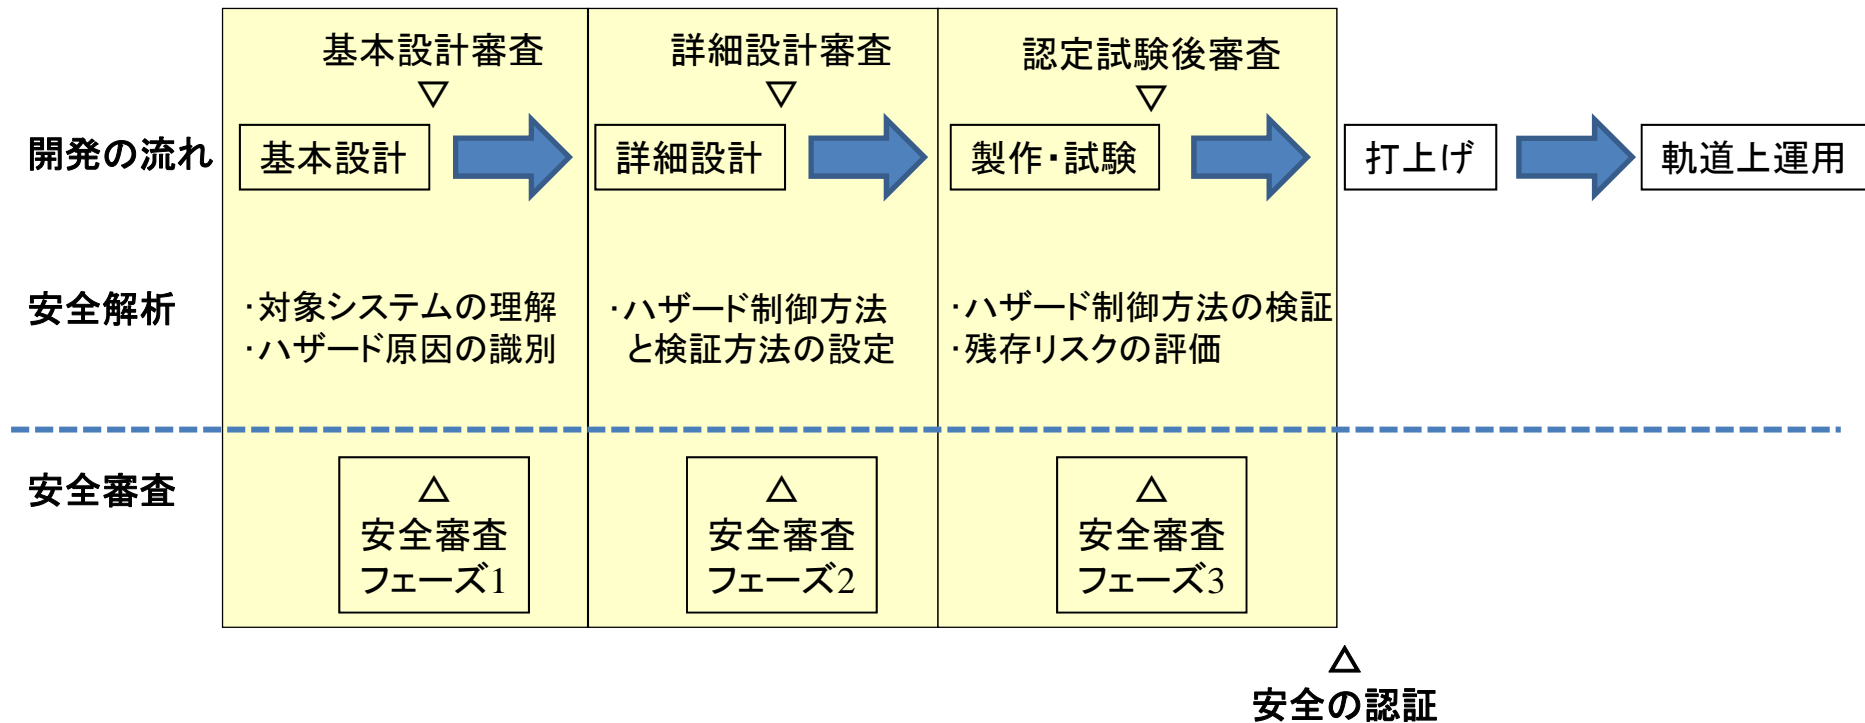 基本設計審査
▽
詳細設計審査
▽
認定試験後審査
▽
開発の流れ
基本設計
詳細設計
製作・試験
打上げ
軌道上運用
安全解析
・対象システムの理解
・ハザード原因の識別
・ハザード制御方法
と検証方法の設定
・ハザード制御方法の検証
・残存リスクの評価
安全審査
△
安全審査
フェーズ1
△
安全審査
フェーズ2
△
安全審査
フェーズ3
△
安全の認証